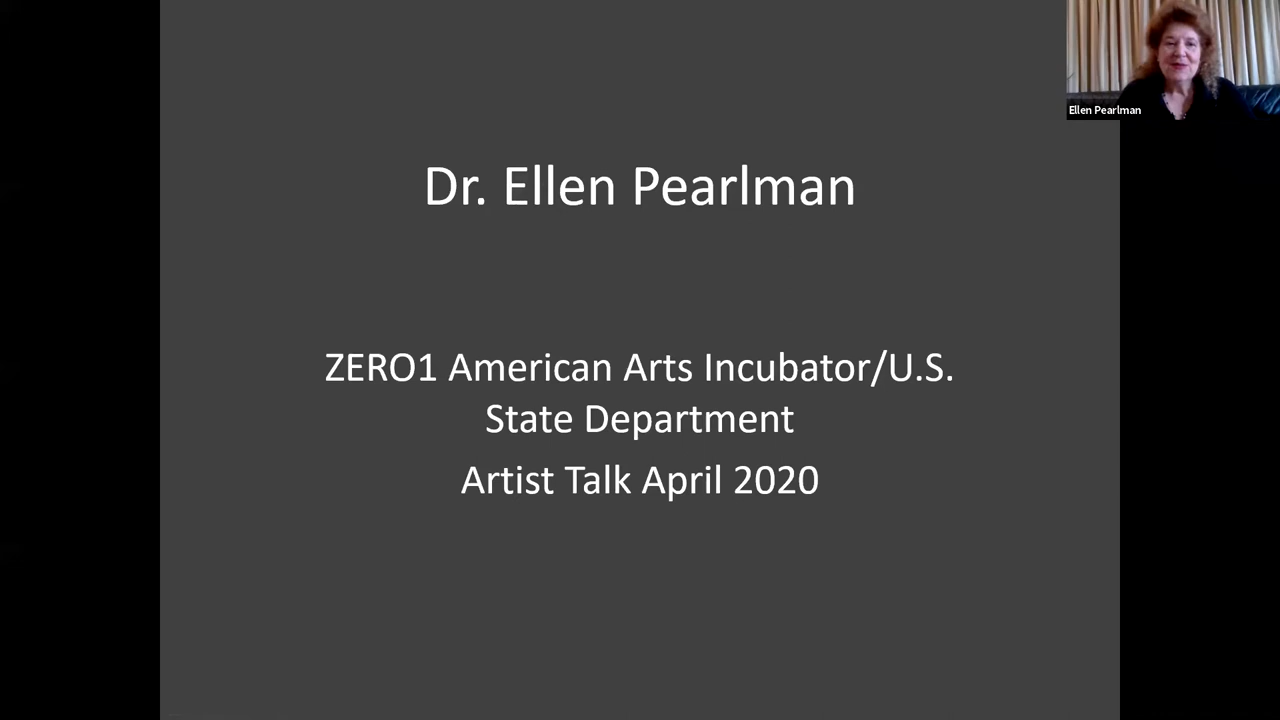 Ellen Pearlman
Dr. Ellen Pearlman
ZERO1 American Arts Incubator/U.S.
State Department
Artist Talk April 2020